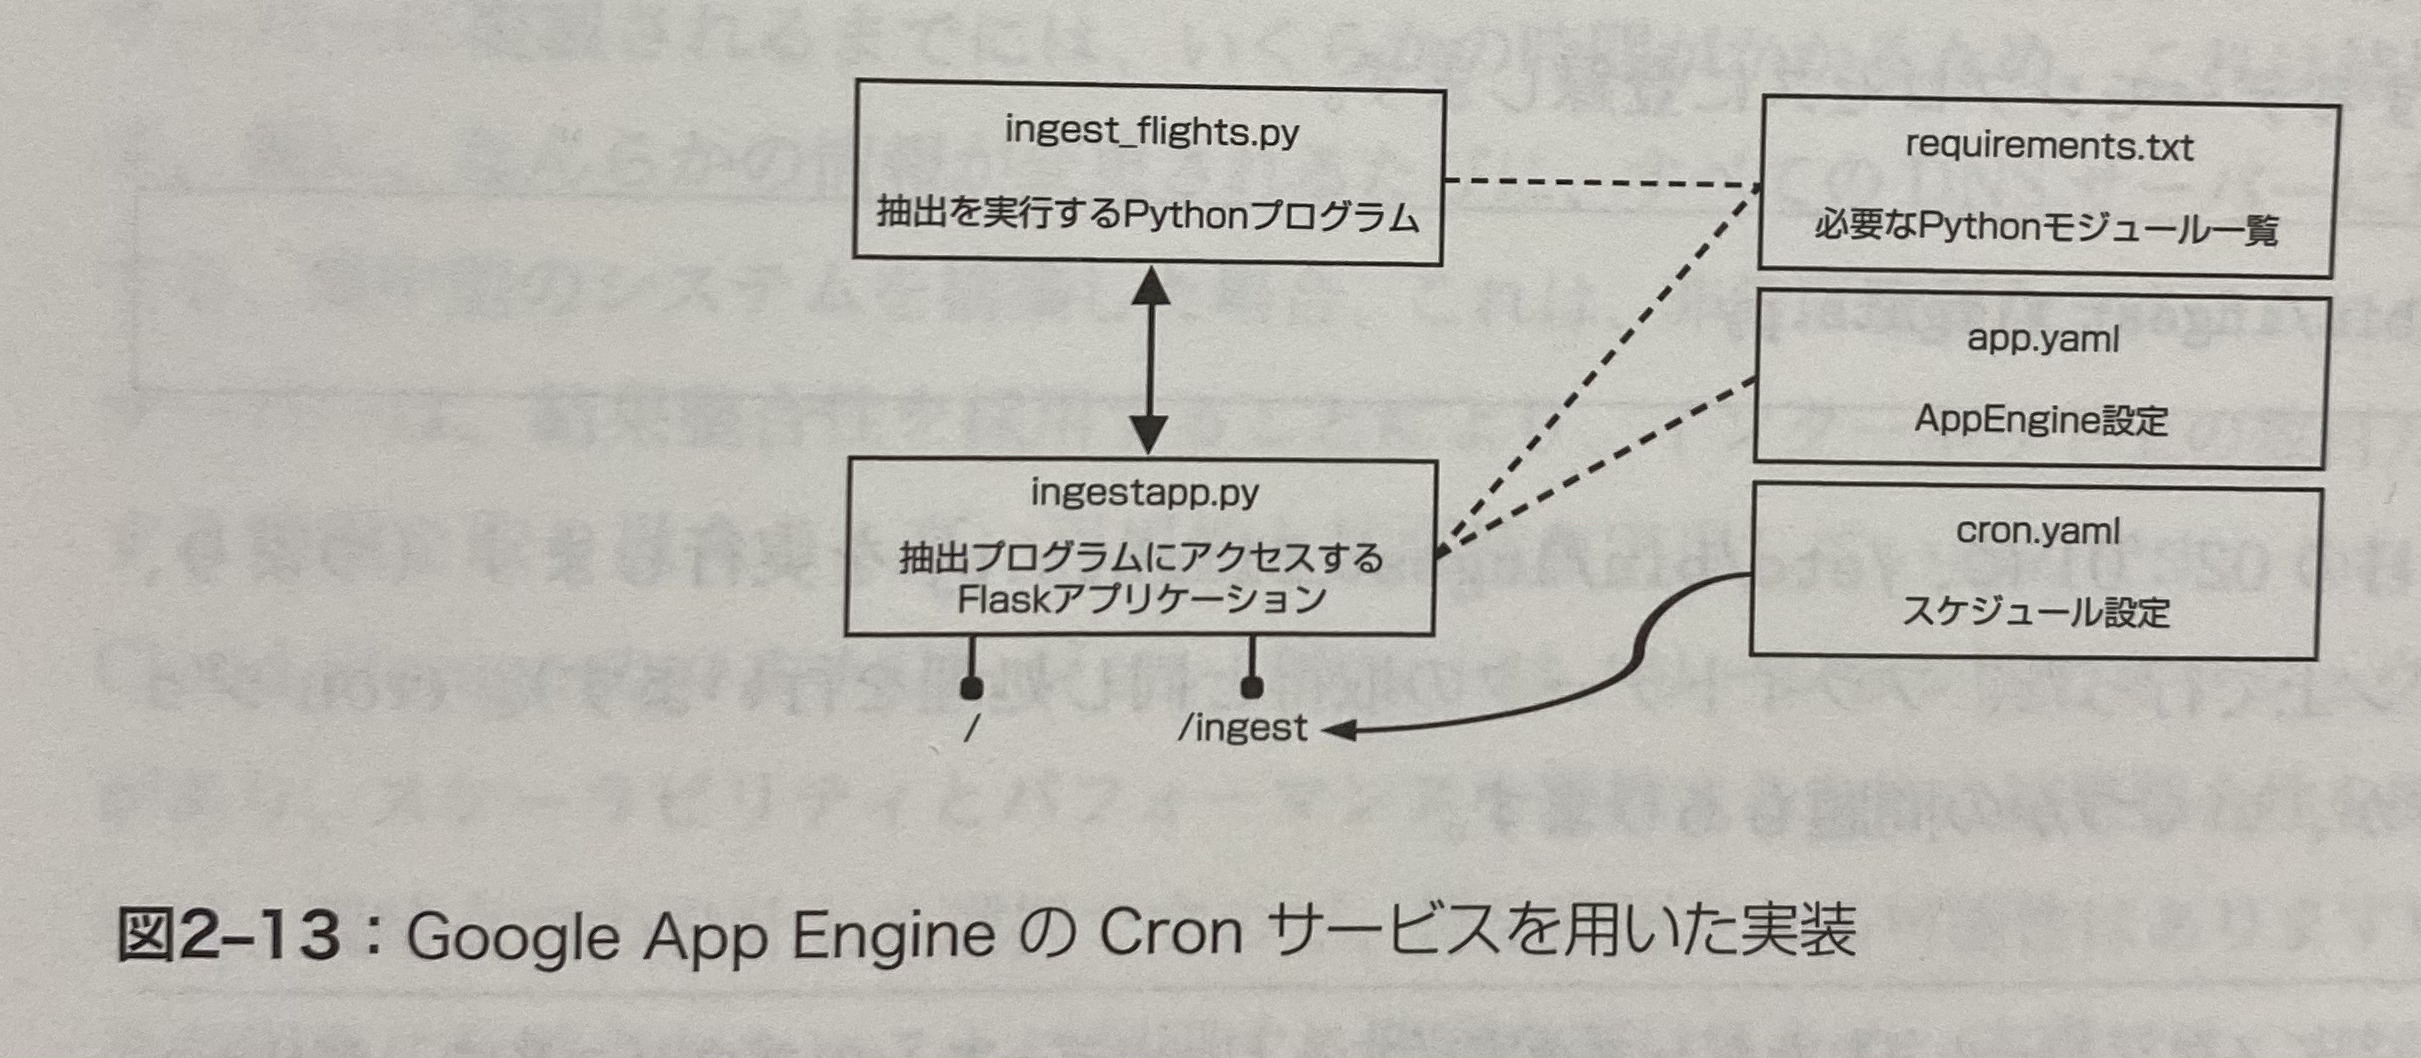 ingest_flights.py
抽出を実行するPythonプログラム
requirements.txt
必要なPythonモジュール一覧
app.yaml
AppEngine設定
ingestapp.py
抽出プログラムにアクセスする
Flaskアプリケーション
cron.yaml
スケジュール設定
/
/ingest
図2–13：Google App Engine の Cron サービスを用いた実装